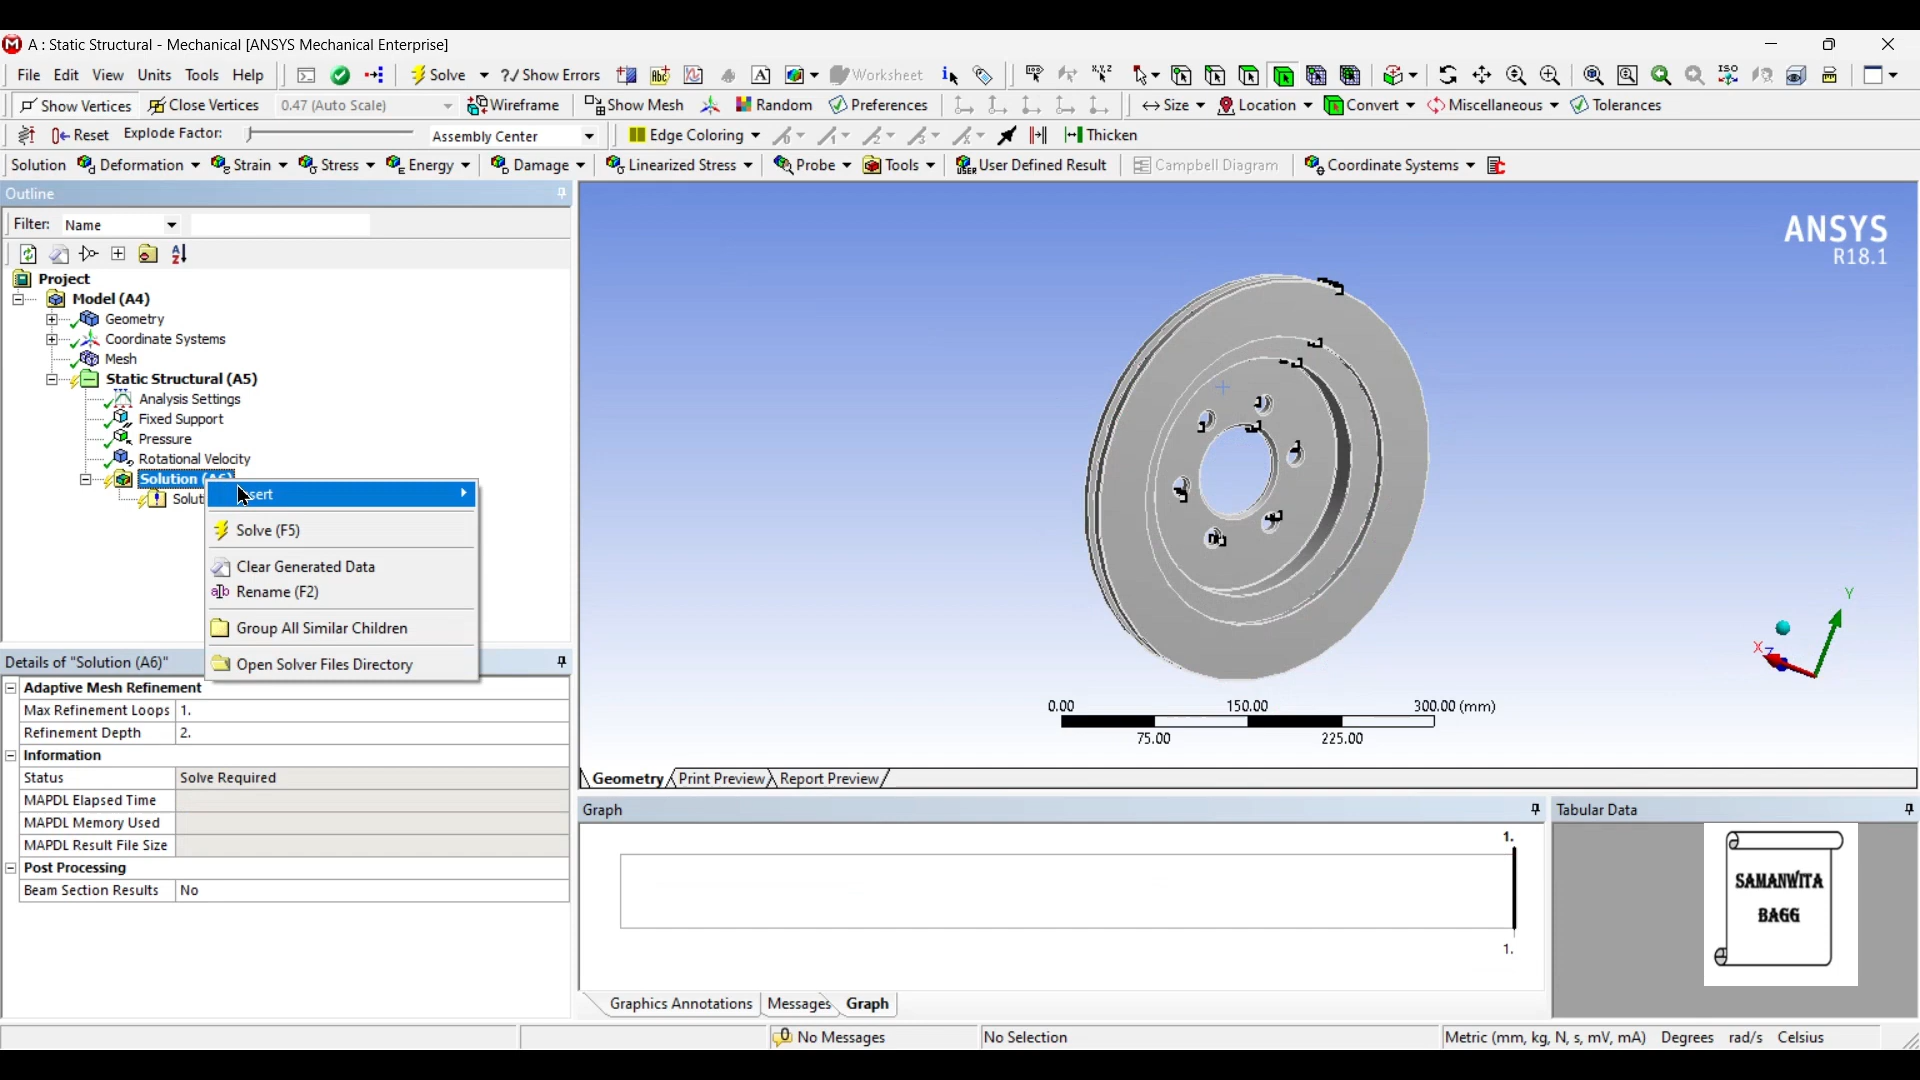 A : Static Structural - Mechanical [ANSYS Mechanical Enterprise]
File Edit View Units Tools Help Solve ?/ Show Errors Worksheet
Show Vertices Close Vertices 0.47 (Auto Scale) Wireframe Show Mesh Random Preferences Size Location Convert Miscellaneous Tolerances
Reset Explode Factor: Assembly Center Edge Coloring Thicken
Solution Deformation Strain Stress Energy Damage Linearized Stress Probe Tools User Defined Result Campbell Diagram Coordinate Systems
Outline
Filter: Name
Project
Model (A4)
Geometry
Coordinate Systems
Mesh
Static Structural (A5)
Analysis Settings
Fixed Support
Pressure
Rotational Velocity
Solution
Soluti
sert
Solve (F5)
Clear Generated Data
Rename (F2)
Group All Similar Children
Open Solver Files Directory
Details of "Solution (A6)"
Adaptive Mesh Refinement
Max Refinement Loops 1.
Refinement Depth 2.
Information
Status Solve Required
MAPDL Elapsed Time
MAPDL Memory Used
MAPDL Result File Size
Post Processing
Beam Section Results No
ANSYS
R18.1
Y
X
Z
0.00 150.00 300.00 (mm)
75.00 225.00
Geometry Print Preview Report Preview
Graph
1.
1.
Graphics Annotations Messages Graph
Tabular Data
SAMANWITA
BAGG
No Messages No Selection Metric (mm, kg, N, s, mV, mA) Degrees rad/s Celsius